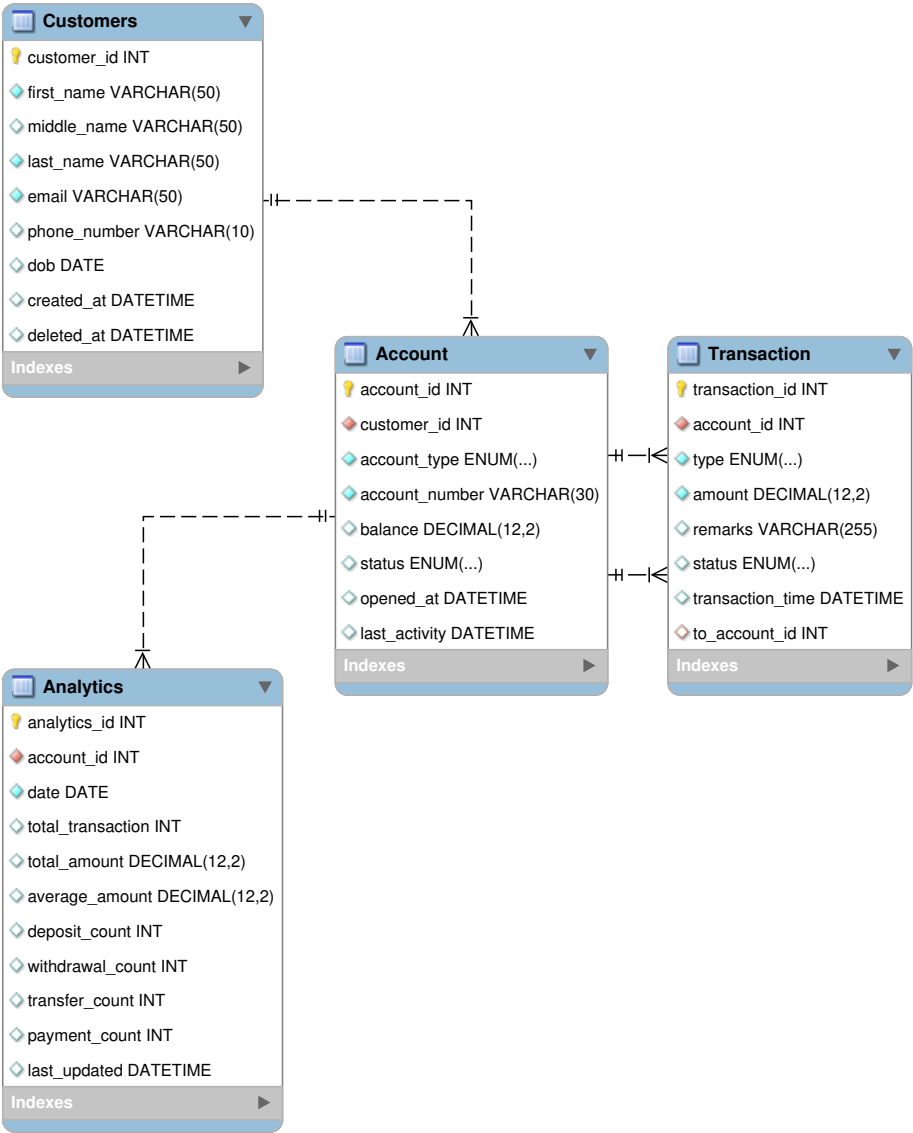 Customers
customer_id INT
first_name VARCHAR(50)
middle_name VARCHAR(50)
last_name VARCHAR(50)
email VARCHAR(50)
phone_number VARCHAR(10)
dob DATE
created_at DATETIME
deleted_at DATETIME
Indexes
Account
account_id INT
customer_id INT
account_type ENUM(...)
account_number VARCHAR(30)
balance DECIMAL(12,2)
status ENUM(...)
opened_at DATETIME
last_activity DATETIME
Indexes
Transaction
transaction_id INT
account_id INT
type ENUM(...)
amount DECIMAL(12,2)
remarks VARCHAR(255)
status ENUM(...)
transaction_time DATETIME
to_account_id INT
Indexes
Analytics
analytics_id INT
account_id INT
date DATE
total_transaction INT
total_amount DECIMAL(12,2)
average_amount DECIMAL(12,2)
deposit_count INT
withdrawal_count INT
transfer_count INT
payment_count INT
last_updated DATETIME
Indexes